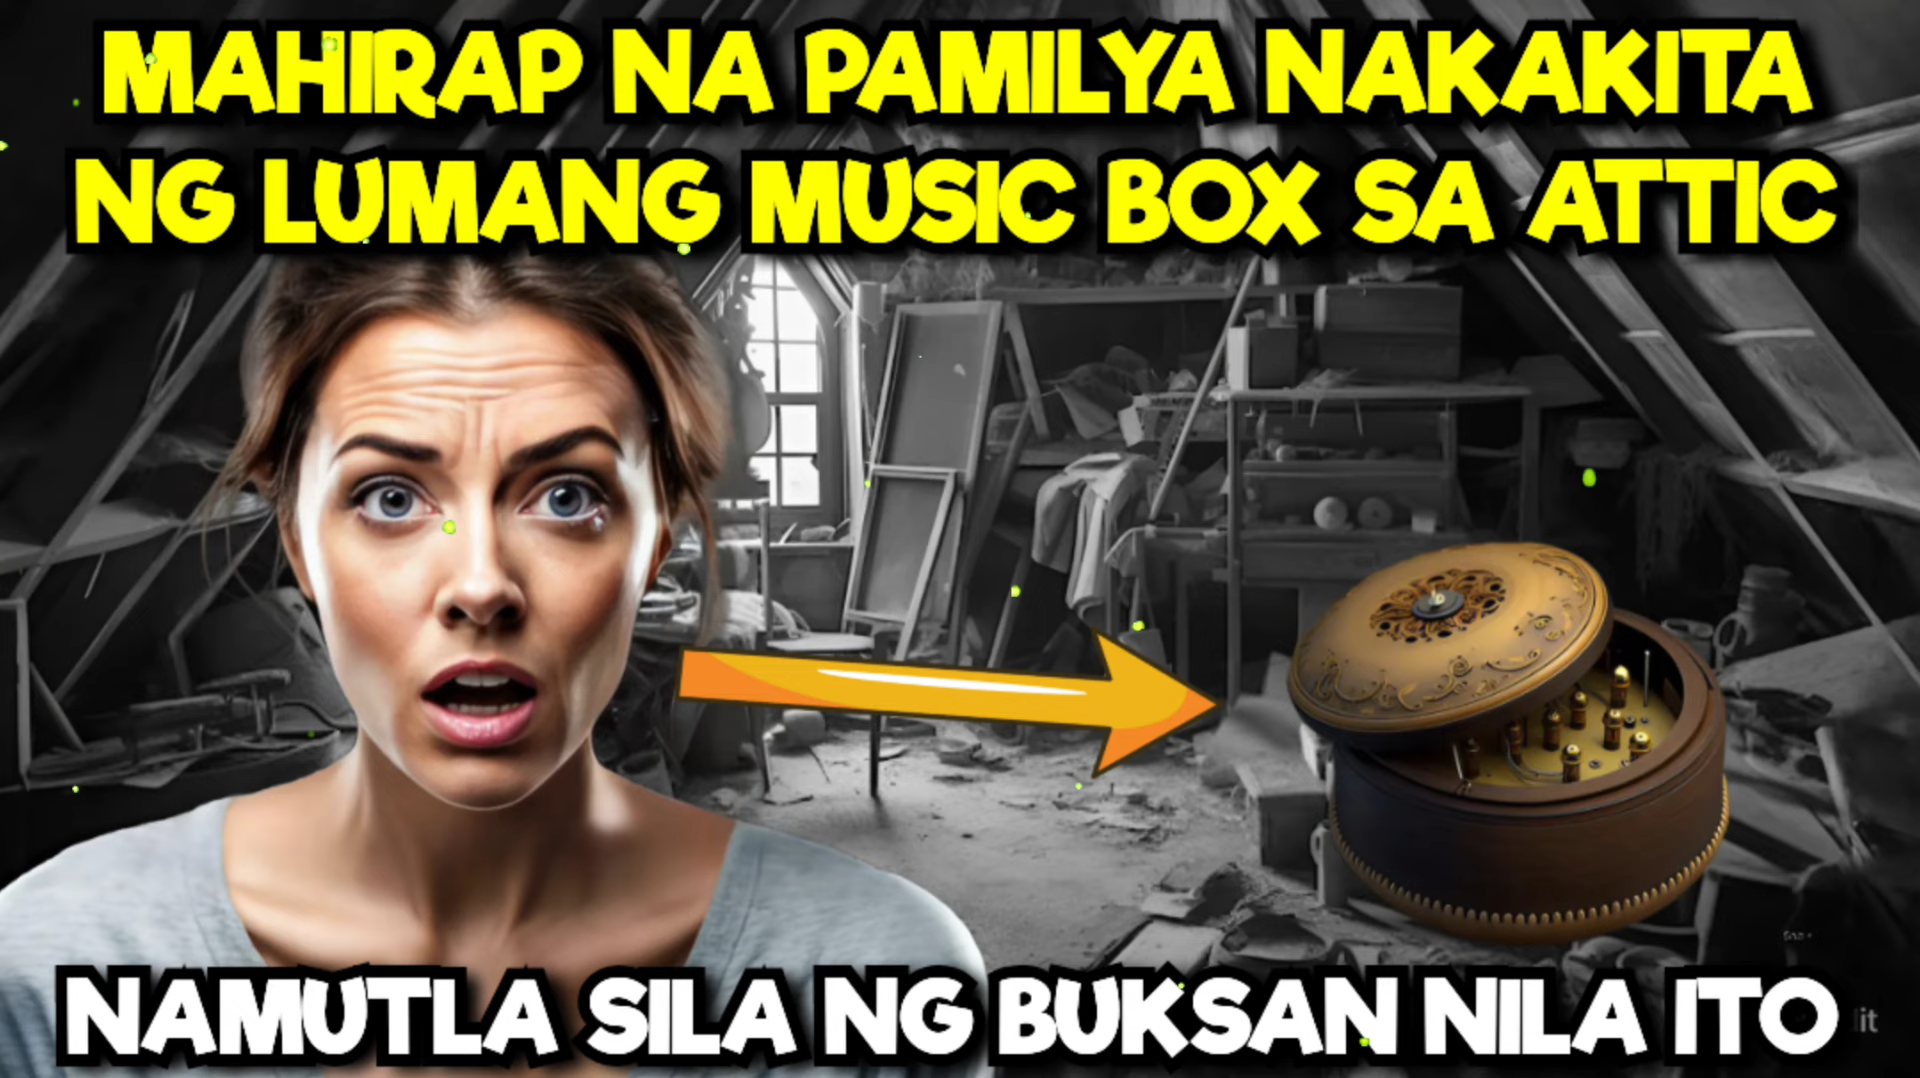 MAHIRAP NA PAMILYA NAKAKITA
NG LUMANG MUSIC BOX SA ATTIC
NAMUTLA SILA NG BUKSAN NILA ITO